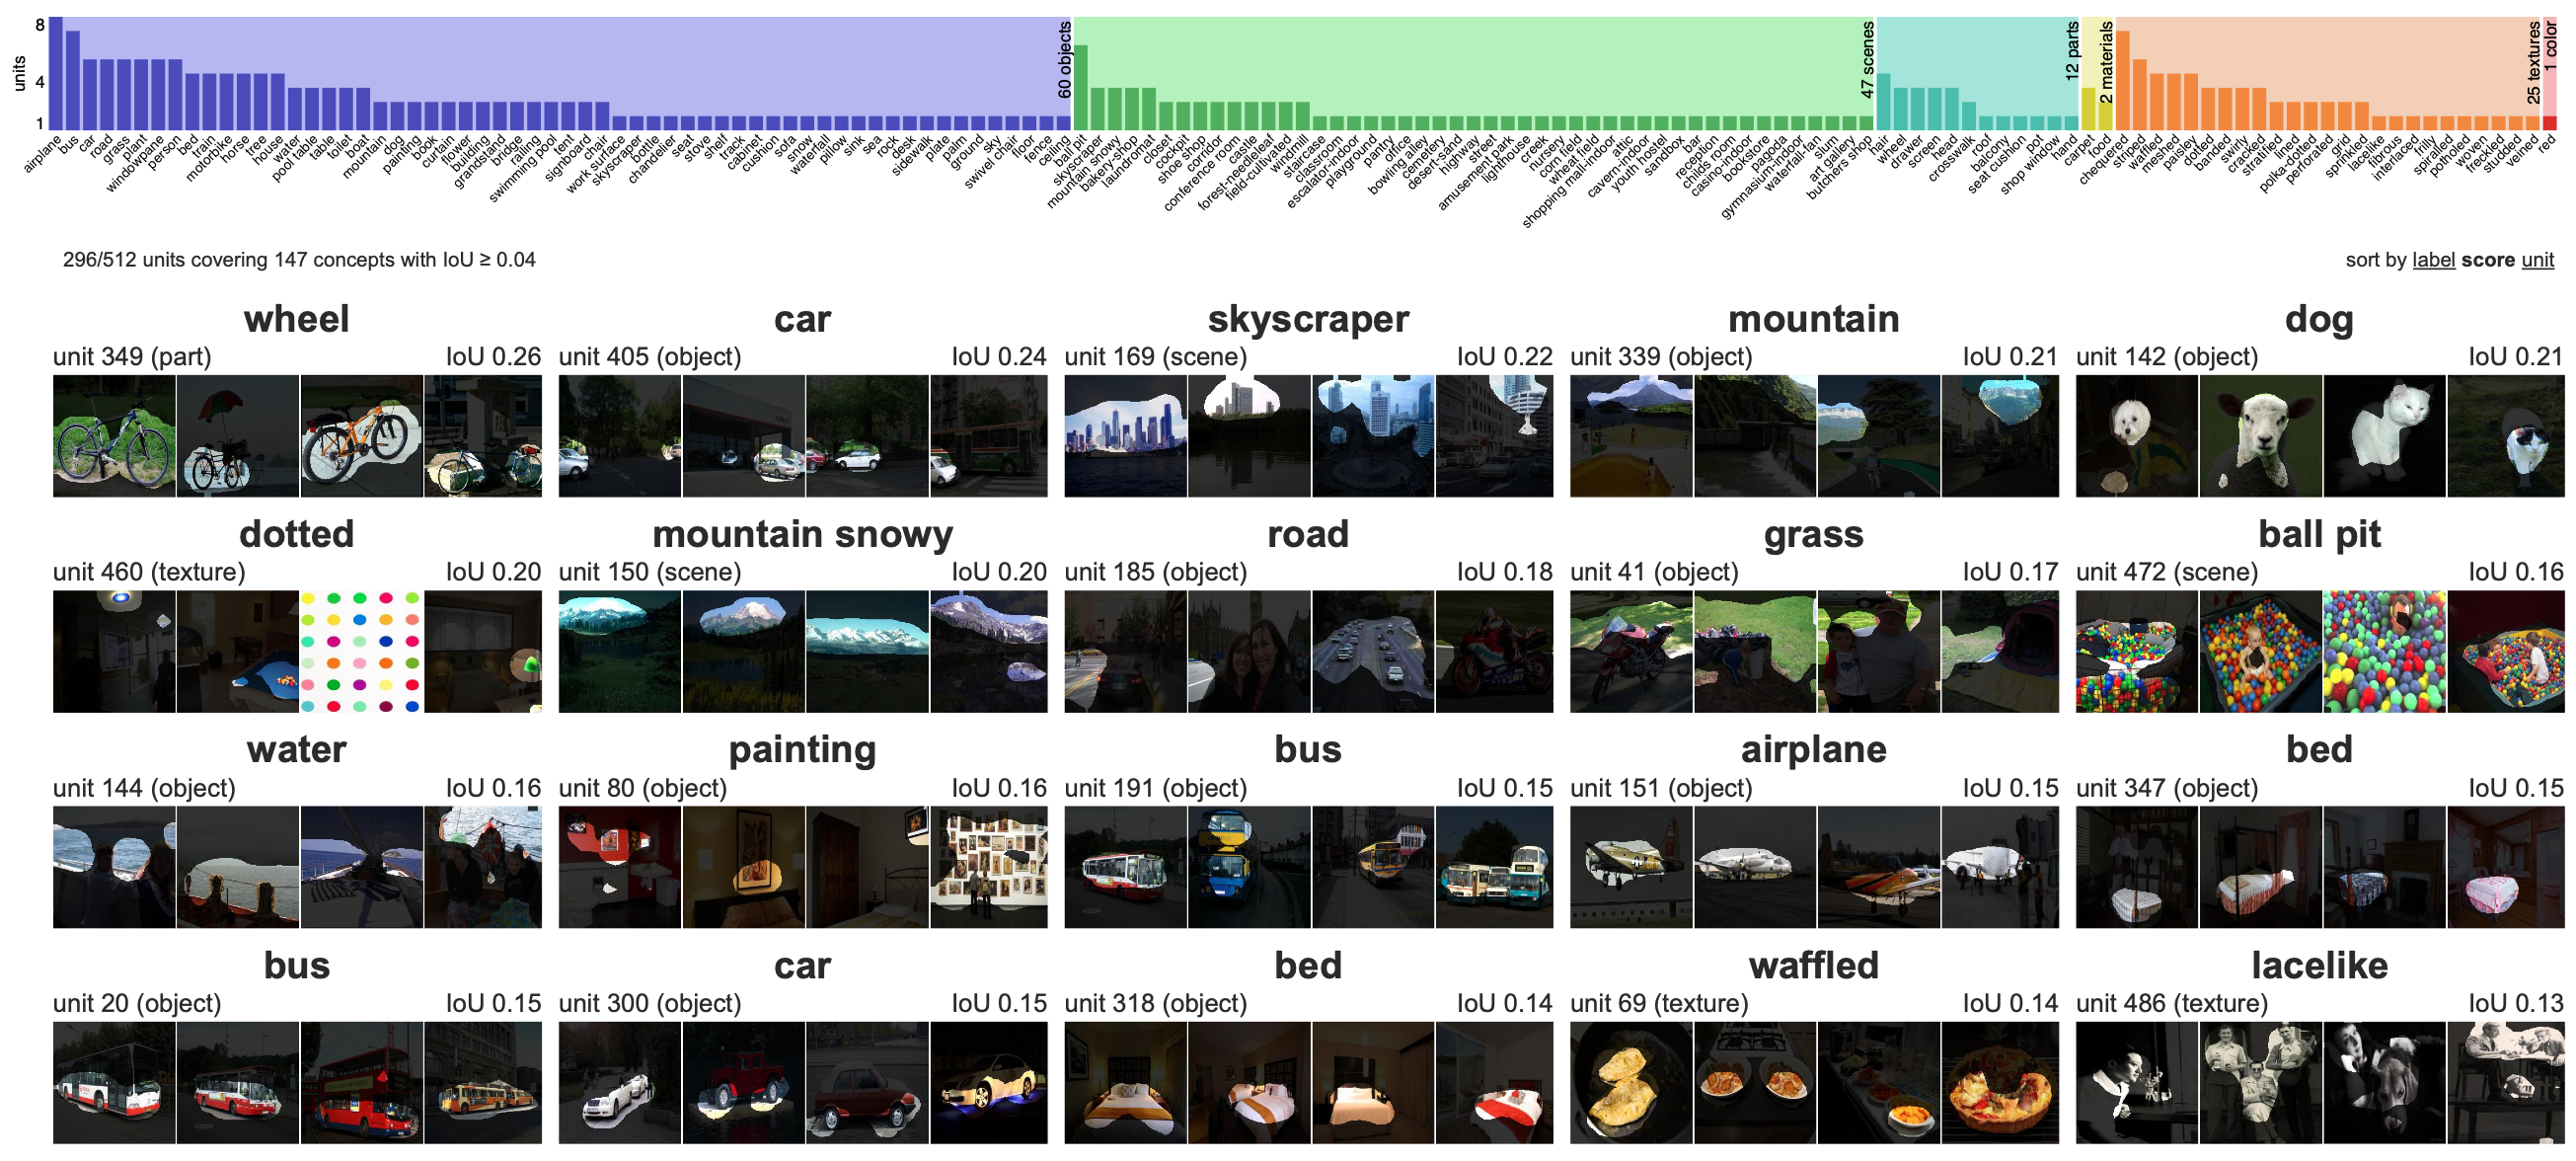 8
4
1
units
60 objects
47 scenes
12 parts
2 materials
25 textures
1 color
airplane
bus
car
road
grass
plant
windowpane
person
bed
train
motorbike
horse
tree
house
water
pool table
table
toilet
boat
mountain
dog
painting
book
curtain
flower
building
grandstand
bridge
railing
swimming pool
tent
signboard
chair
work surface
skyscraper
bottle
chandelier
seat
stove
shelf
track
cabinet
cushion
sofa
snow
waterfall
pillow
sink
sea
rock
desk
sidewalk
plate
palm
ground
sky
swivel chair
floor
fence
ceiling
ball pit
skyscraper
mountain snowy
bakery-shop
laundromat
closet
cockpit
shoe shop
corridor
conference room
castle
forest-needleleaf
field-cultivated
windmill
staircase
classroom
escalator-indoor
playground
pantry
office
bowling alley
cemetery
desert-sand
highway
street
amusement park
lighthouse
creek
nursery
corn field
wheat field
shopping mall-indoor
attic
cavern-indoor
youth hostel
sandbox
bar
reception
childs room
casino-indoor
bookstore
pagoda
gymnasium-indoor
waterfall-fan
slum
art gallery
butchers shop
hair
wheel
drawer
screen
head
crosswalk
roof
balcony
seat cushion
pot
shop window
hand
carpet
food
chequered
striped
waffled
meshed
paisley
dotted
banded
swirly
cracked
stratified
lined
polka-dotted
perforated
grid
sprinkled
lacelike
fibrous
interlaced
frilly
spiralled
potholed
woven
freckled
studded
veined
red
296/512 units covering 147 concepts with IoU ≥ 0.04
sort by label score unit
wheel
unit 349 (part) IoU 0.26
car
unit 405 (object) IoU 0.24
skyscraper
unit 169 (scene) IoU 0.22
mountain
unit 339 (object) IoU 0.21
dog
unit 142 (object) IoU 0.21
dotted
unit 460 (texture) IoU 0.20
mountain snowy
unit 150 (scene) IoU 0.20
road
unit 185 (object) IoU 0.18
grass
unit 41 (object) IoU 0.17
ball pit
unit 472 (scene) IoU 0.16
water
unit 144 (object) IoU 0.16
painting
unit 80 (object) IoU 0.16
bus
unit 191 (object) IoU 0.15
airplane
unit 151 (object) IoU 0.15
bed
unit 347 (object) IoU 0.15
bus
unit 20 (object) IoU 0.15
car
unit 300 (object) IoU 0.15
bed
unit 318 (object) IoU 0.14
waffled
unit 69 (texture) IoU 0.14
lacelike
unit 486 (texture) IoU 0.13